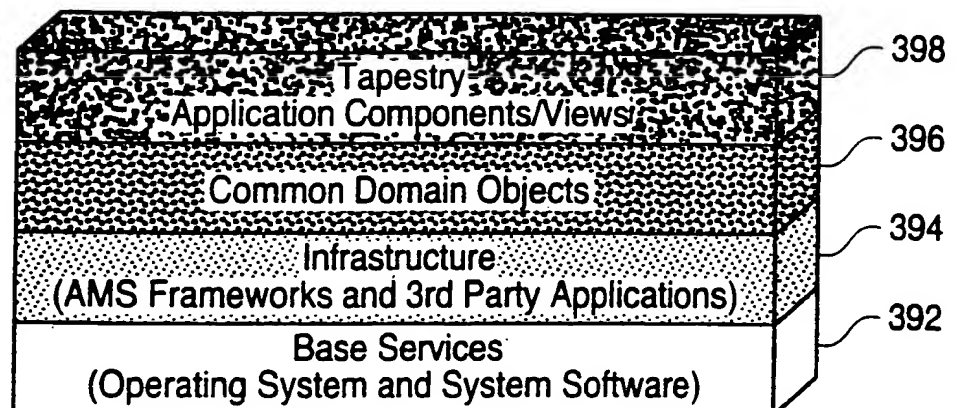 Tapestry
Application Components/Views
398
396
Common Domain Objects
394
Infrastructure
(AMS Frameworks and 3rd Party Applications)
392
Base Services
(Operating System and System Software)